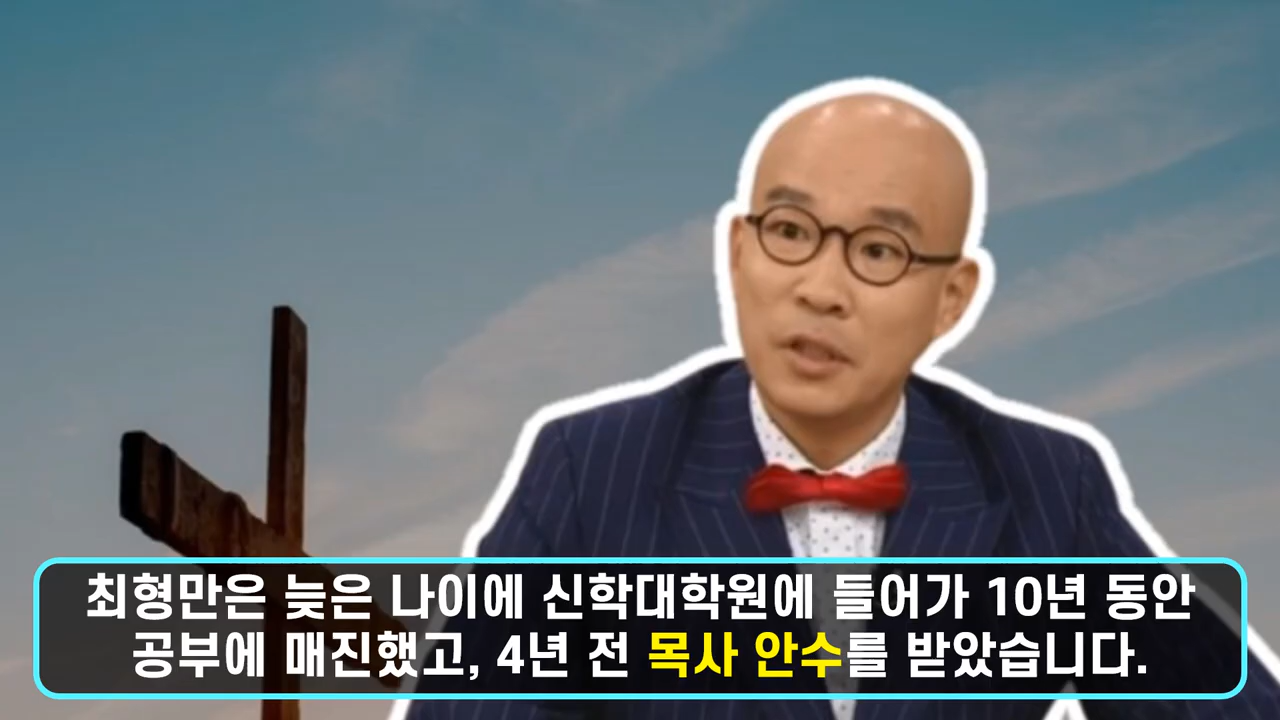 최형만은 늦은 나이에 신학대학원에 들어가 10년 동안
공부에 매진했고, 4년 전 목사 안수를 받았습니다.